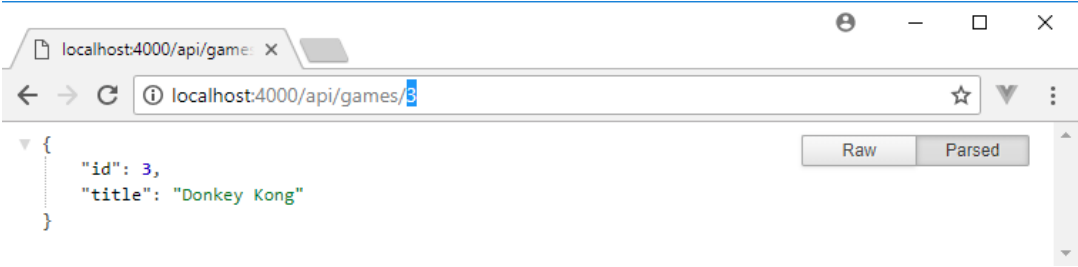 localhost:4000/api/game
localhost:4000/api/games/3
Raw Parsed
{
"id": 3,
"title": "Donkey Kong"
}